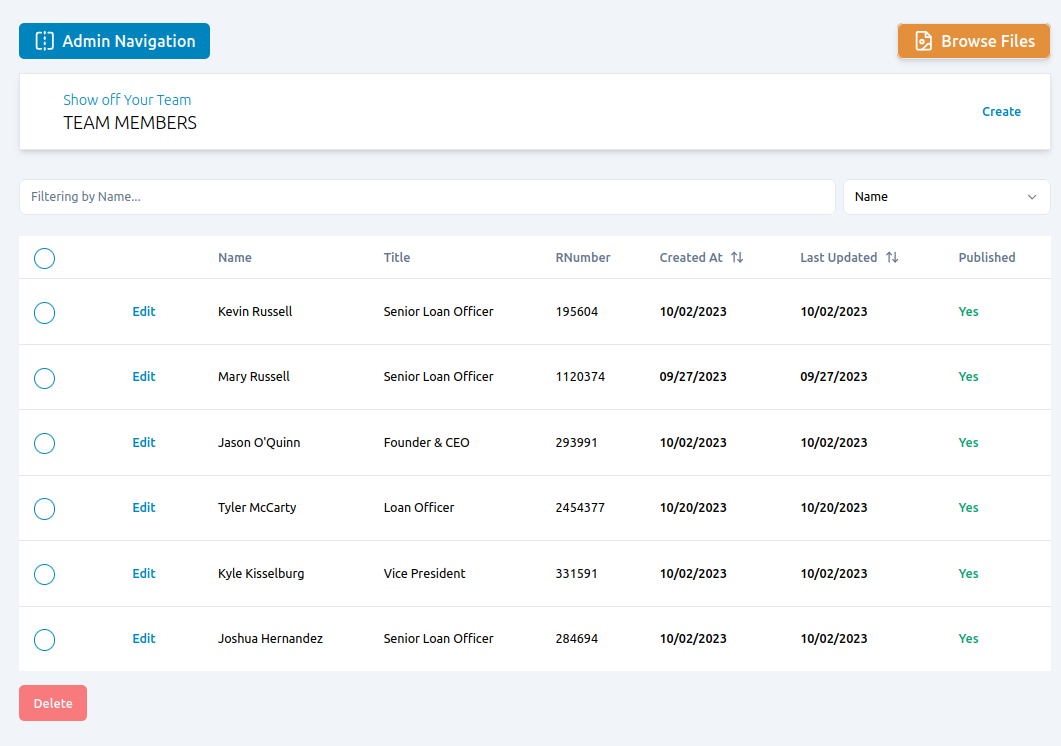 Admin Navigation
Browse Files
Show off Your Team
TEAM MEMBERS
Create
Filtering by Name...
Name
Name Title RNumber Created At Last Updated Published
Edit Kevin Russell Senior Loan Officer 195604 10/02/2023 10/02/2023 Yes
Edit Mary Russell Senior Loan Officer 1120374 09/27/2023 09/27/2023 Yes
Edit Jason O'Quinn Founder & CEO 293991 10/02/2023 10/02/2023 Yes
Edit Tyler McCarty Loan Officer 2454377 10/20/2023 10/20/2023 Yes
Edit Kyle Kisselburg Vice President 331591 10/02/2023 10/02/2023 Yes
Edit Joshua Hernandez Senior Loan Officer 284694 10/02/2023 10/02/2023 Yes
Delete